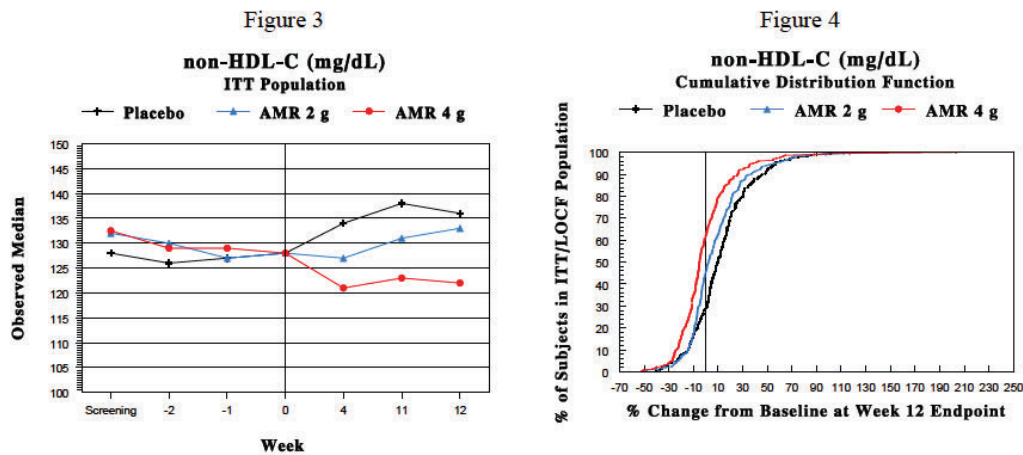 Figure 3
non-HDL-C (mg/dL)
ITT Population
Placebo AMR 2 g AMR 4 g
Observed Median
150
145
140
135
130
125
120
115
110
105
100
Screening -2 -1 0 4 11 12
Week
Figure 4
non-HDL-C (mg/dL)
Cumulative Distribution Function
Placebo AMR 2 g AMR 4 g
% of Subjects in ITT/LOCF Population
100
90
80
70
60
50
40
30
20
10
0
-70 -50 -30 -10 10 30 50 70 90 110 130 150 170 190 210 230 250
% Change from Baseline at Week 12 Endpoint